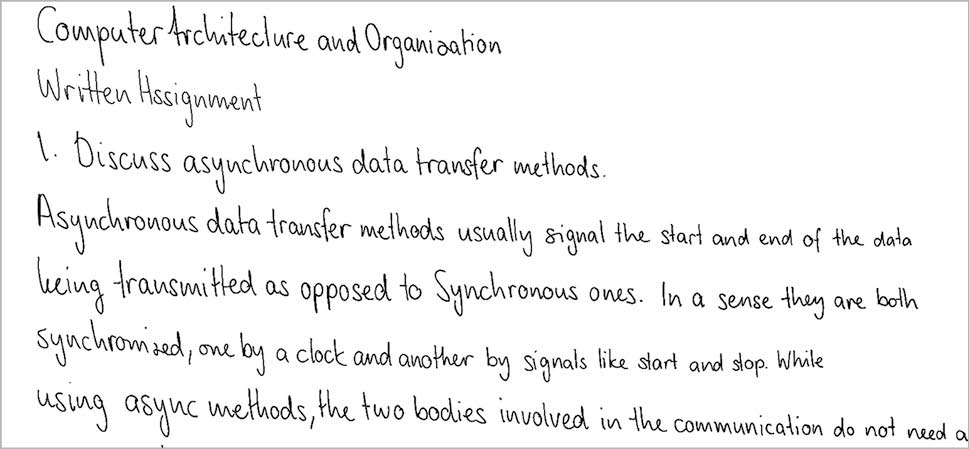 Computer Architecture and Organisation
Written Assignment
1. Discuss asynchronous data transfer methods.
Asynchronous data transfer methods usually signal the start and end of the data
being transmitted as opposed to Synchronous ones. In a sense they are both
synchronized, one by a clock and another by signals like start and stop. While
using async methods, the two bodies involved in the communication do not need a